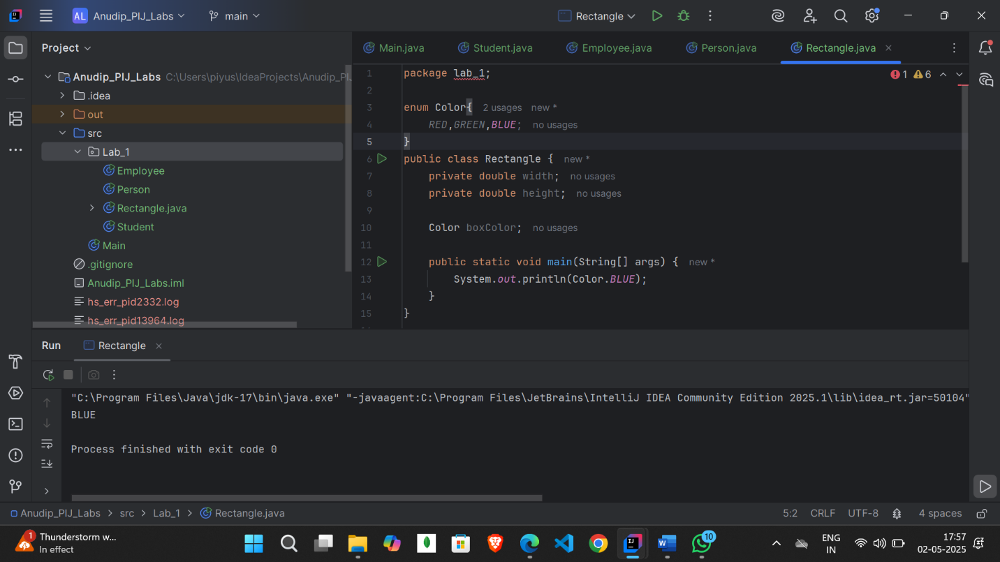 AL Anudip_PIJ_Labs main Rectangle
Project
Main.java Student.java Employee.java Person.java Rectangle.java
Anudip_PIJ_Labs C:\Users\piyus\IdeaProjects\Anudip_PI
.idea
out
src
Lab_1
Employee
Person
Rectangle.java
Student
Main
.gitignore
Anudip_PIJ_Labs.iml
hs_err_pid2332.log
hs_err_pid13964.log
1 package lab_1; 1 6
2
3 enum Color{ 2 usages new *
4 RED,GREEN,BLUE; no usages
5 }
6 public class Rectangle { new *
7 private double width; no usages
8 private double height; no usages
9
10 Color boxColor; no usages
11
12 public static void main(String[] args) { new *
13 System.out.println(Color.BLUE);
14 }
15 }
Run Rectangle
"C:\Program Files\Java\jdk-17\bin\java.exe" "-javaagent:C:\Program Files\JetBrains\IntelliJ IDEA Community Edition 2025.1\lib\idea_rt.jar=50104"
BLUE
Process finished with exit code 0
Anudip_PIJ_Labs > src > Lab_1 > Rectangle.java 5:2 CRLF UTF-8 4 spaces
1 Thunderstorm w...
In effect
10
ENG
IN
17:57
02-05-2025